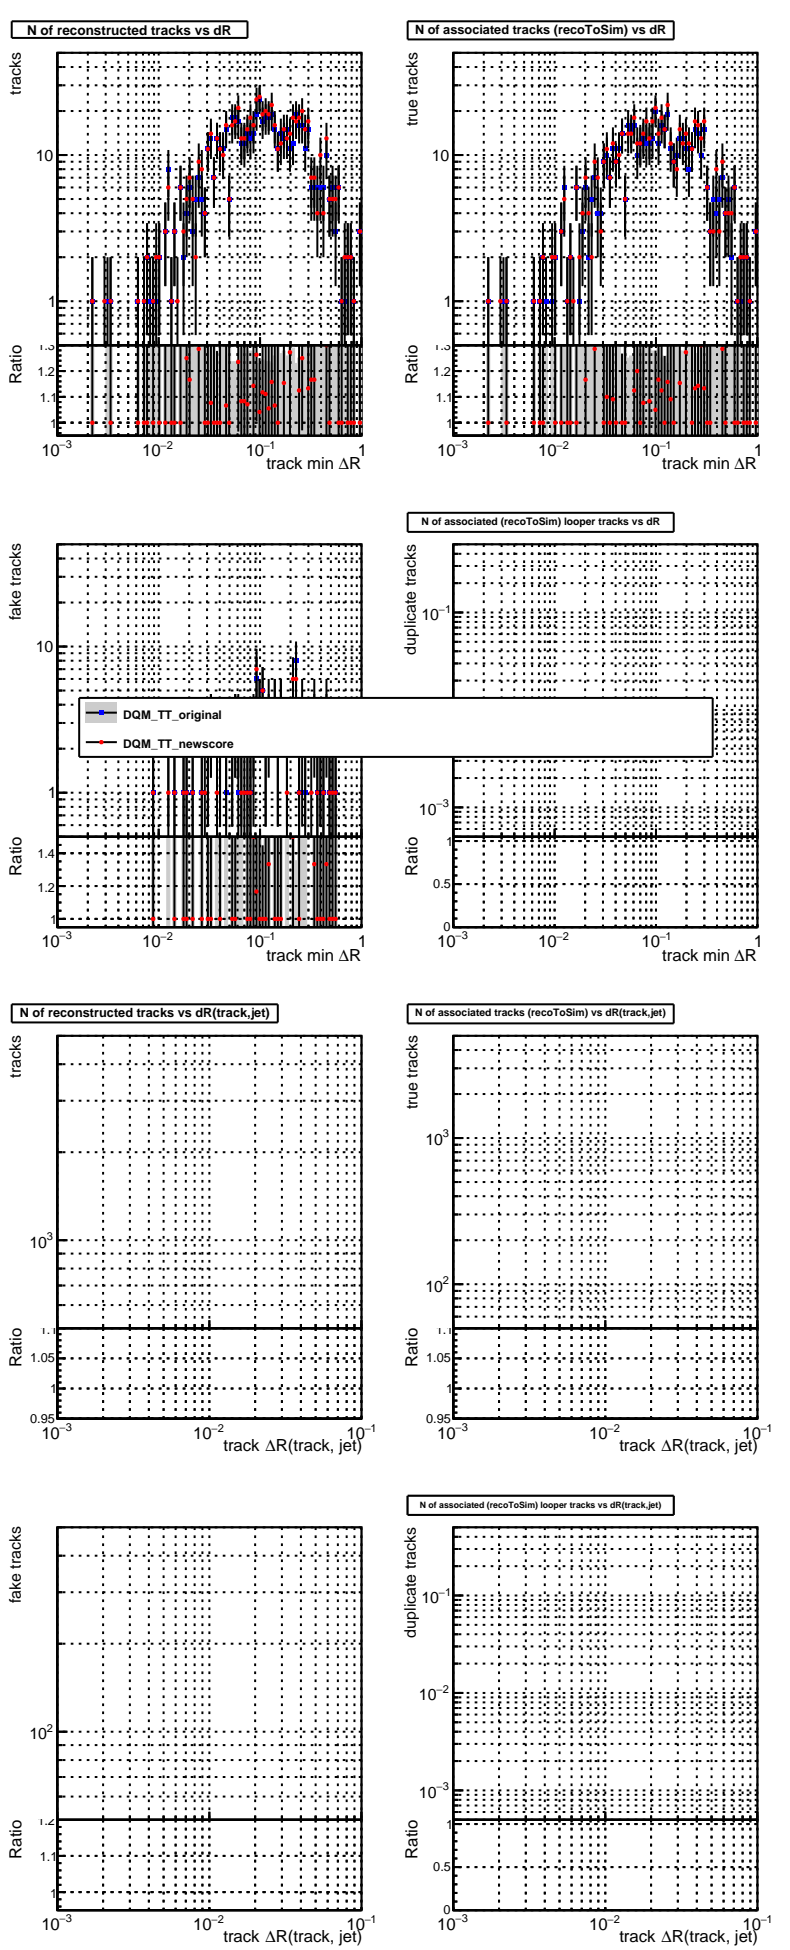 N of reconstructed tracks vs dR
tracks
10
1
Ratio
1.3
1.2
1.1
1
10−3
10−2
10−1
1
track min ΔR
N of associated tracks (recoToSim) vs dR
true tracks
10
1
Ratio
1.3
1.2
1.1
1
10−3
10−2
10−1
1
track min ΔR
fake tracks
10
1
Ratio
1.4
1.2
1
10−3
10−2
10−1
1
track min ΔR
N of associated (recoToSim) looper tracks vs dR
duplicate tracks
10−1
10−3
Ratio
1
0.5
0
10−3
10−2
10−1
1
track min ΔR
DQM_TT_original
DQM_TT_newscore
N of reconstructed tracks vs dR(track,jet)
tracks
103
Ratio
1.1
1.05
1
0.95
10−3
10−2
10−1
track ΔR(track, jet)
N of associated tracks (recoToSim) vs dR(track,jet)
true tracks
103
102
Ratio
1.1
1.05
1
0.95
10−3
10−2
10−1
track ΔR(track, jet)
fake tracks
102
Ratio
1.2
1.1
1
10−3
10−2
10−1
track ΔR(track, jet)
N of associated (recoToSim) looper tracks vs dR(track,jet)
duplicate tracks
10−1
10−2
10−3
Ratio
1
0.5
0
10−3
10−2
10−1
track ΔR(track, jet)